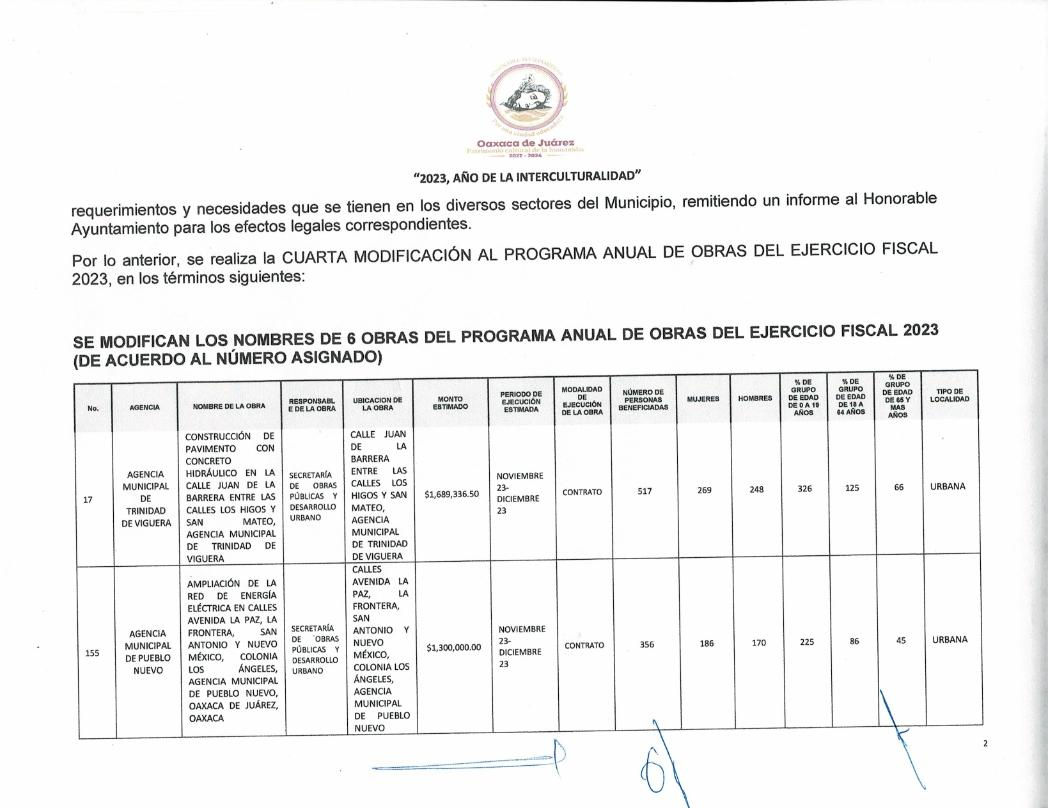 HONORABLE AYUNTAMIENTO
Por una ciudad educadora
Oaxaca de Juárez
Patrimonio cultural de la humanidad
2022 - 2024
"2023, AÑO DE LA INTERCULTURALIDAD"
requerimientos y necesidades que se tienen en los diversos sectores del Municipio, remitiendo un informe al Honorable
Ayuntamiento para los efectos legales correspondientes.
Por lo anterior, se realiza la CUARTA MODIFICACIÓN AL PROGRAMA ANUAL DE OBRAS DEL EJERCICIO FISCAL
2023, en los términos siguientes:
SE MODIFICAN LOS NOMBRES DE 6 OBRAS DEL PROGRAMA ANUAL DE OBRAS DEL EJERCICIO FISCAL 2023
(DE ACUERDO AL NÚMERO ASIGNADO)
No.
AGENCIA
NOMBRE DE LA OBRA
RESPONSABL
E DE LA OBRA
UBICACION DE
LA OBRA
MONTO
ESTIMADO
PERIODO DE
EJECUCIÓN
ESTIMADA
MODALIDAD
DE
EJECUCIÓN
DE LA OBRA
NÚMERO DE
PERSONAS
BENEFICIADAS
MUJERES
HOMBRES
% DE
GRUPO
DE EDAD
DE 0 A 19
AÑOS
% DE
GRUPO
DE EDAD
DE 18 A
64 AÑOS
% DE
GRUPO
DE EDAD
DE 65 Y
MAS
AÑOS
TIPO DE
LOCALIDAD
17
AGENCIA
MUNICIPAL
DE
TRINIDAD
DE VIGUERA
CONSTRUCCIÓN DE
PAVIMENTO CON
CONCRETO
HIDRÁULICO EN LA
CALLE JUAN DE LA
BARRERA ENTRE LAS
CALLES LOS HIGOS Y
SAN MATEO,
AGENCIA MUNICIPAL
DE TRINIDAD DE
VIGUERA
SECRETARÍA
DE OBRAS
PÚBLICAS Y
DESARROLLO
URBANO
CALLE JUAN
DE LA
BARRERA
ENTRE LAS
CALLES LOS
HIGOS Y SAN
MATEO,
AGENCIA
MUNICIPAL
DE TRINIDAD
DE VIGUERA
$1,689,336.50
NOVIEMBRE
23-
DICIEMBRE
23
CONTRATO
517
269
248
326
125
66
URBANA
155
AGENCIA
MUNICIPAL
DE PUEBLO
NUEVO
AMPLIACIÓN DE LA
RED DE ENERGÍA
ELÉCTRICA EN CALLES
AVENIDA LA PAZ, LA
FRONTERA, SAN
ANTONIO Y NUEVO
MÉXICO, COLONIA
LOS ÁNGELES,
AGENCIA MUNICIPAL
DE PUEBLO NUEVO,
OAXACA DE JUÁREZ,
OAXACA
SECRETARÍA
DE OBRAS
PÚBLICAS Y
DESARROLLO
URBANO
CALLES
AVENIDA LA
PAZ, LA
FRONTERA,
SAN
ANTONIO Y
NUEVO
MÉXICO,
COLONIA LOS
ÁNGELES,
AGENCIA
MUNICIPAL
DE PUEBLO
NUEVO
$1,300,000.00
NOVIEMBRE
23-
DICIEMBRE
23
CONTRATO
356
186
170
225
86
45
URBANA
2